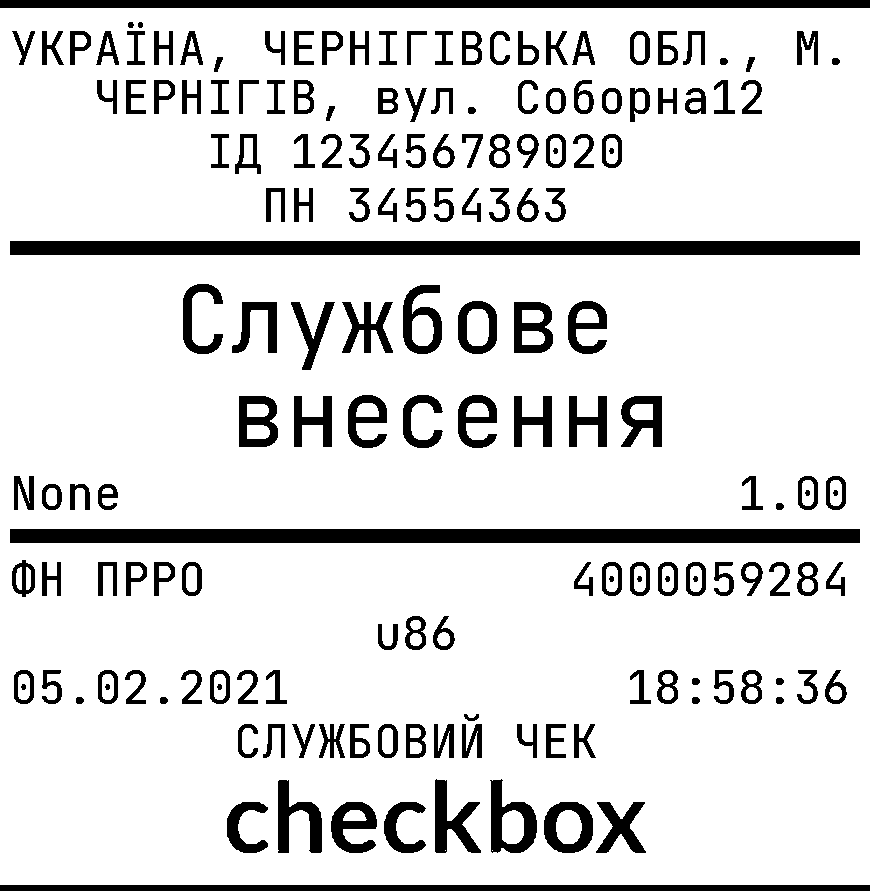 УКРАЇНА, ЧЕРНІГІВСЬКА ОБЛ., М.
ЧЕРНІГІВ, вул. Соборна12
ІД 123456789020
ПН 34554363
Службове
внесення
None 1.00
ФН ПРРО 4000059284
u86
05.02.2021 18:58:36
СЛУЖБОВИЙ ЧЕК
checkbox